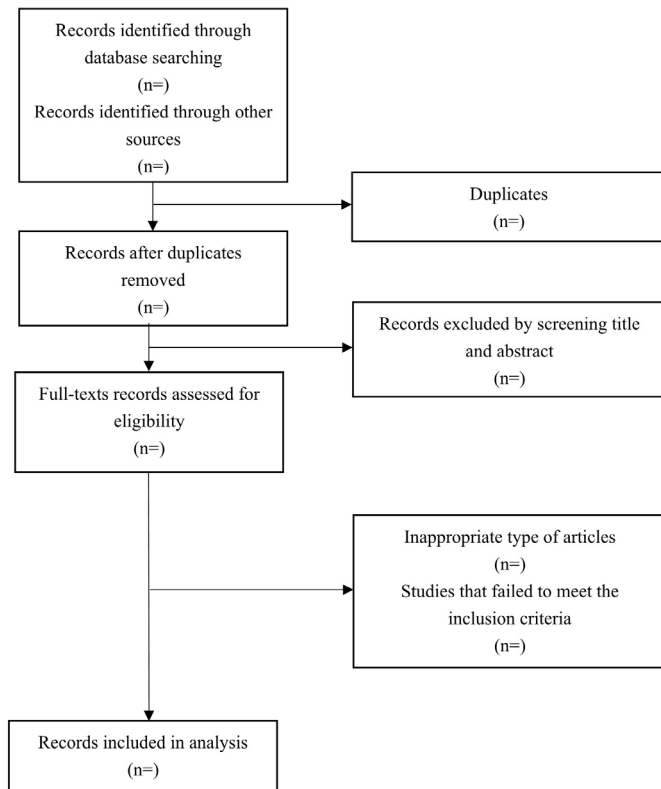 Records identified through
database searching
(n=)
Records identified through other
sources
(n=)
Duplicates
(n=)
Records after duplicates
removed
(n=)
Records excluded by screening title
and abstract
(n=)
Full-texts records assessed for
eligibility
(n=)
Inappropriate type of articles
(n=)
Studies that failed to meet the
inclusion criteria
(n=)
Records included in analysis
(n=)